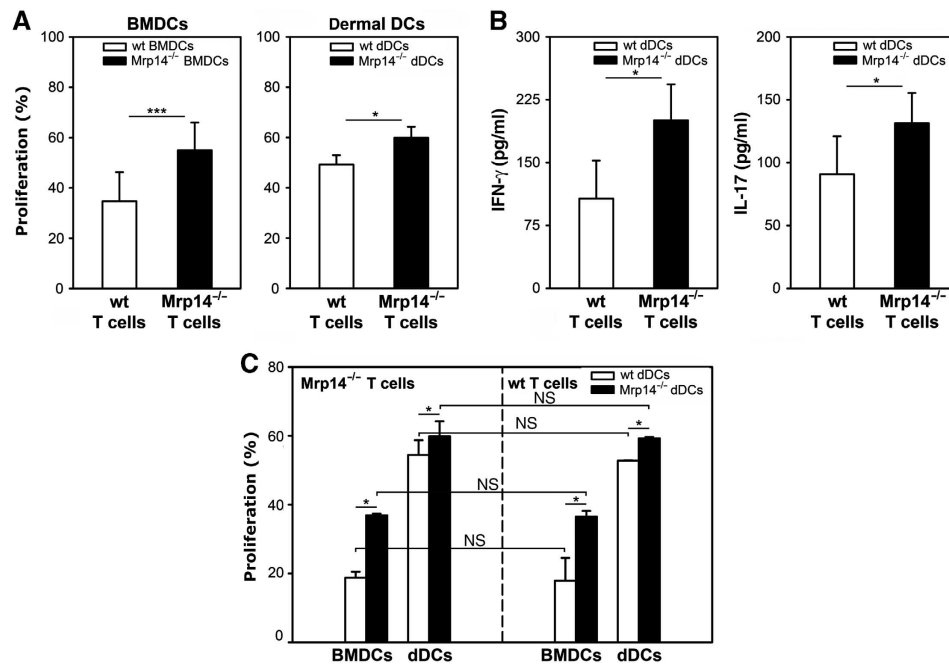 A
BMDCs
Proliferation (%)
100
80
60
40
20
0
wt BMDCs
Mrp14⁻/⁻ BMDCs
***
wt
T cells
Mrp14⁻/⁻
T cells
Dermal DCs
100
80
60
40
20
0
wt dDCs
Mrp14⁻/⁻ dDCs
*
wt
T cells
Mrp14⁻/⁻
T cells
B
IFN-γ (pg/ml)
300
225
150
75
0
wt dDCs
Mrp14⁻/⁻ dDCs
*
wt
T cells
Mrp14⁻/⁻
T cells
IL-17 (pg/ml)
200
150
100
50
0
wt dDCs
Mrp14⁻/⁻ dDCs
*
wt
T cells
Mrp14⁻/⁻
T cells
C
Proliferation (%)
80
60
40
20
0
Mrp14⁻/⁻ T cells
wt T cells
wt dDCs
Mrp14⁻/⁻ dDCs
NS
*
NS
*
NS
*
*
NS
BMDCs dDCs BMDCs dDCs